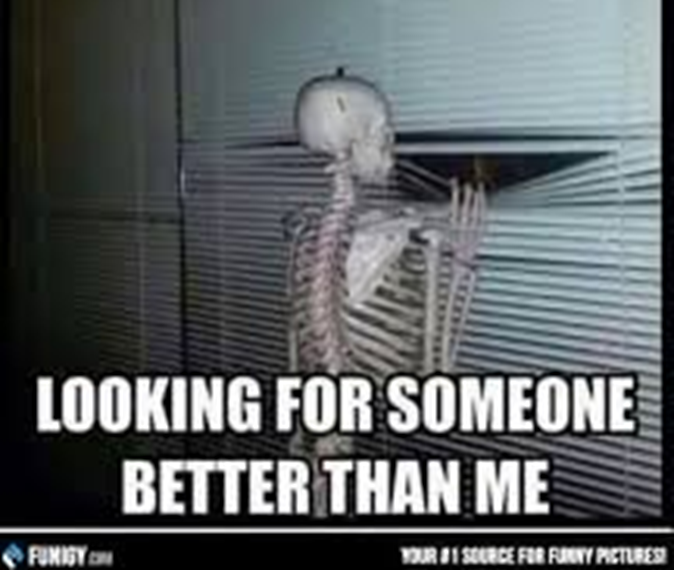 LOOKING FOR SOMEONE
BETTER THAN ME
FUNIGY.COM
YOUR #1 SOURCE FOR FUNNY PICTURES!